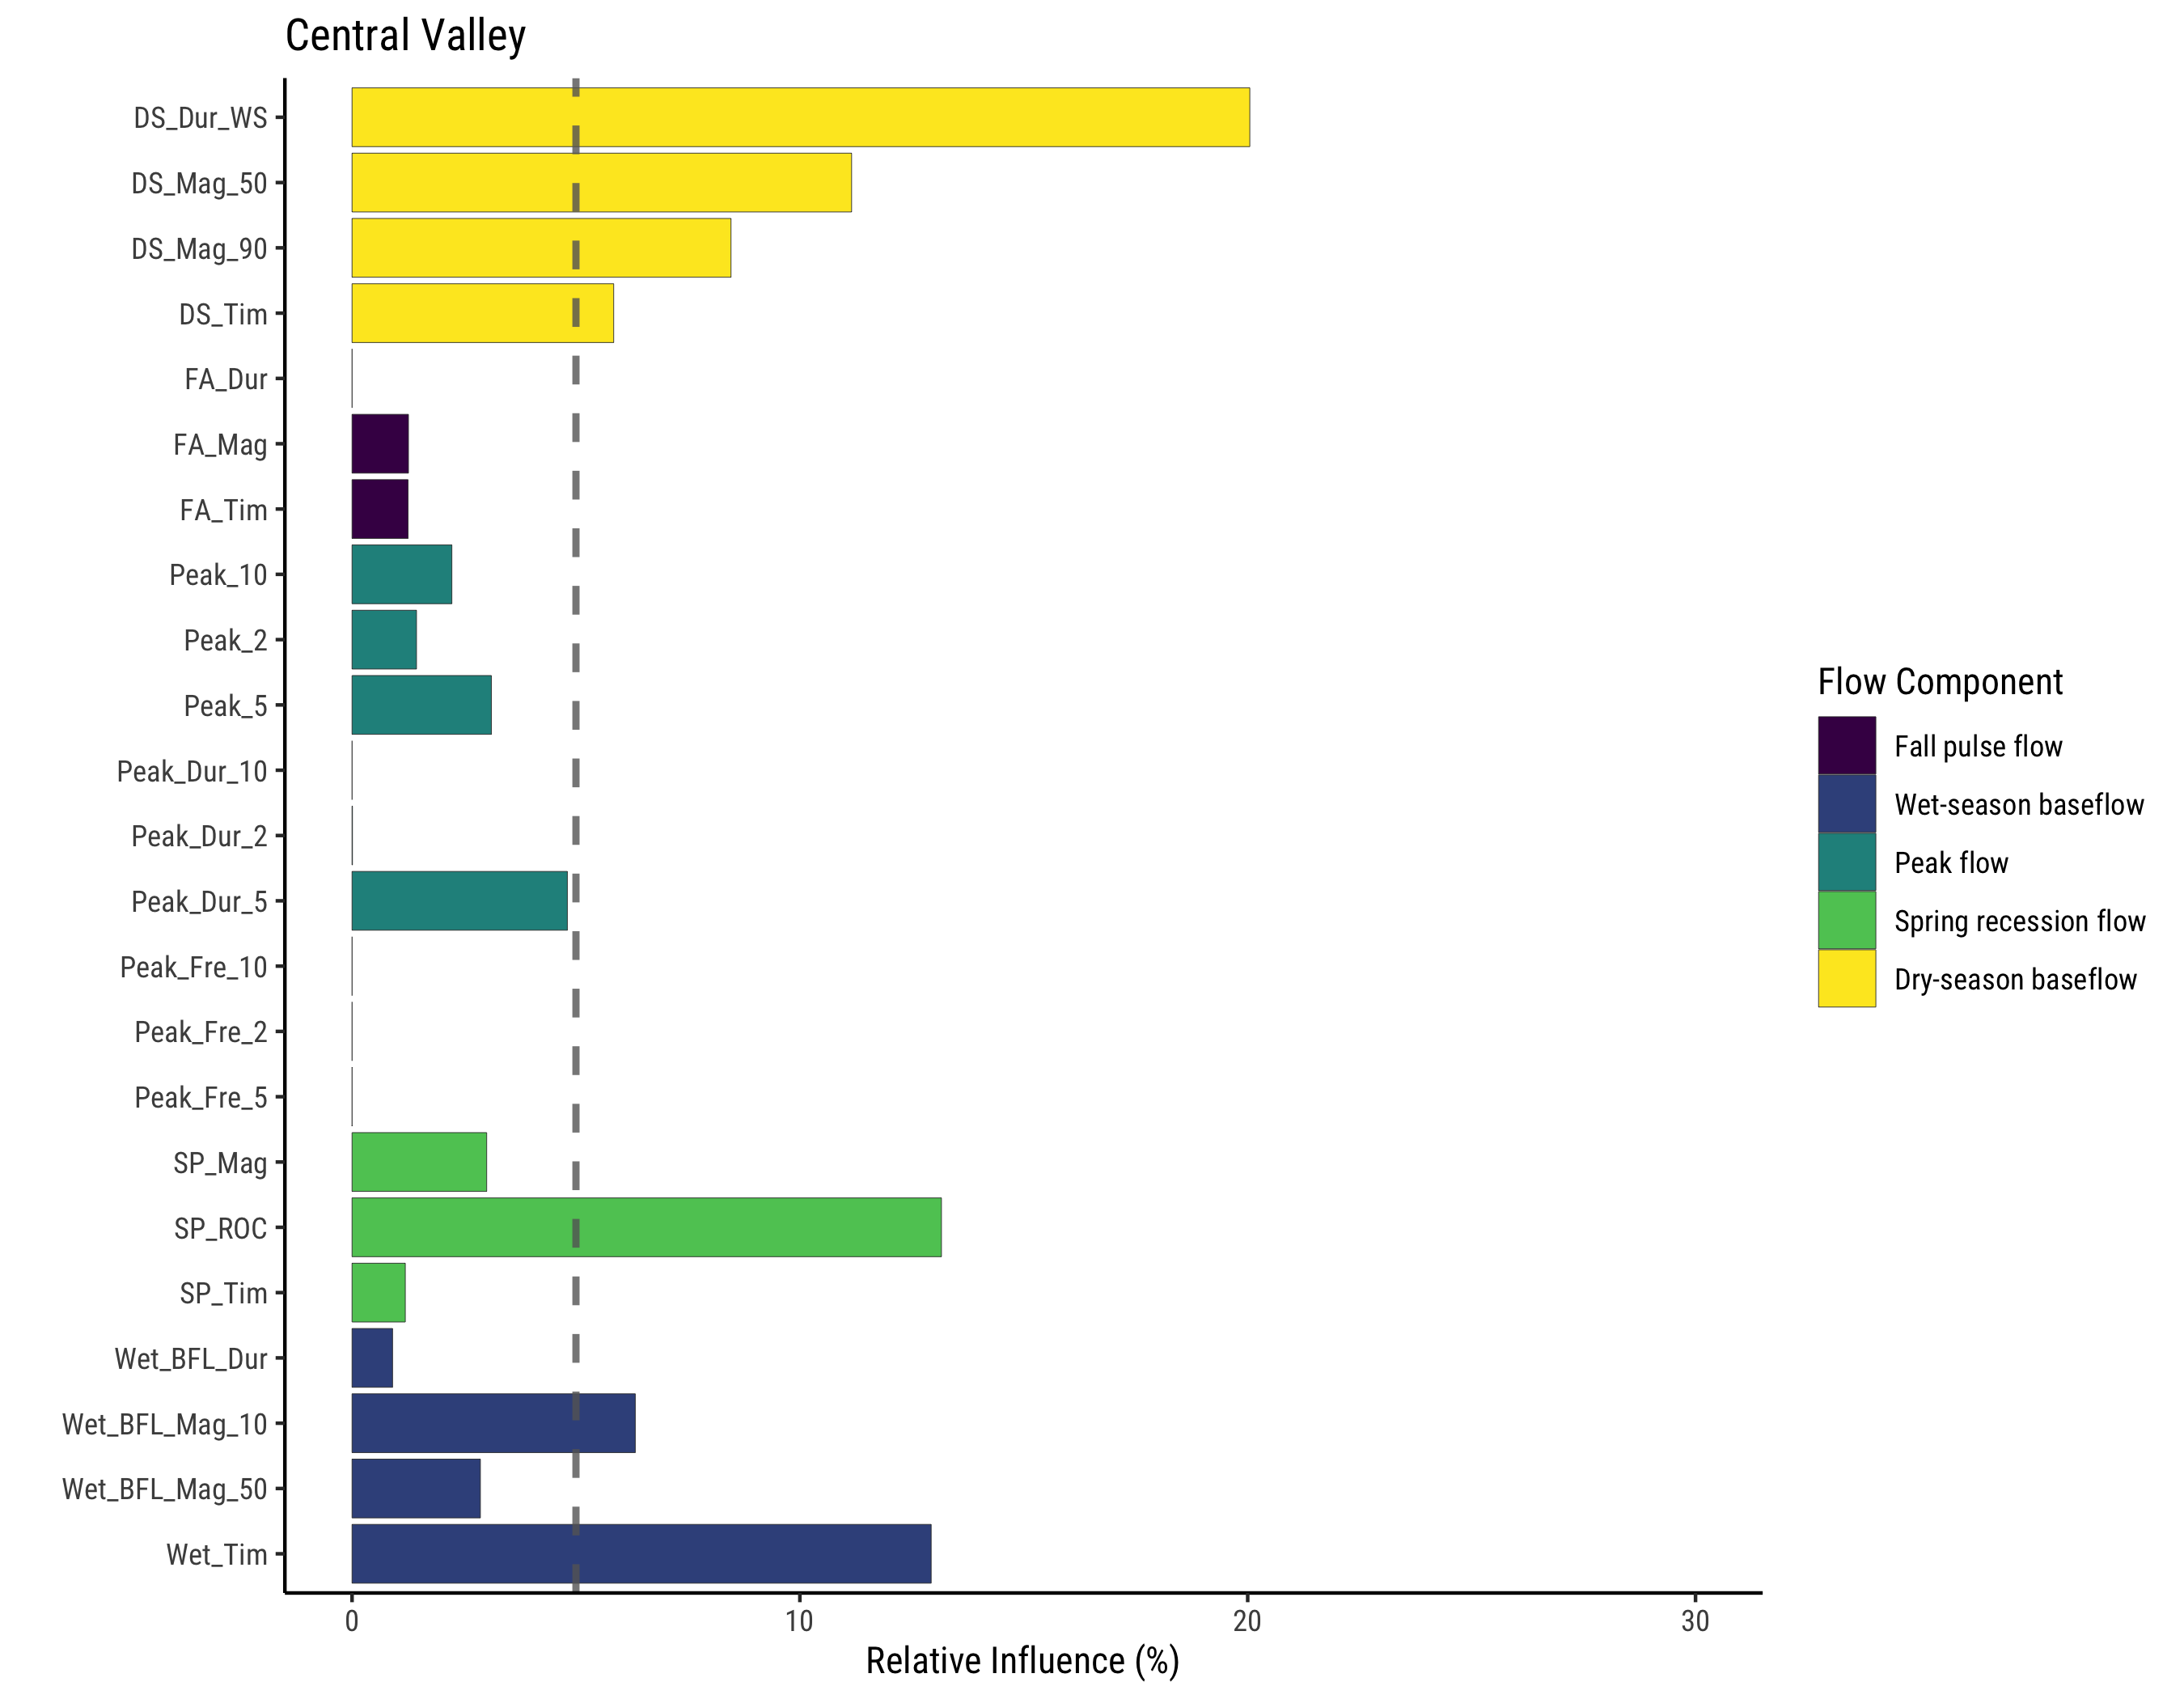 Central Valley
DS_Dur_WS
DS_Mag_50
DS_Mag_90
DS_Tim
FA_Dur
FA_Mag
FA_Tim
Peak_10
Peak_2
Peak_5
Peak_Dur_10
Peak_Dur_2
Peak_Dur_5
Peak_Fre_10
Peak_Fre_2
Peak_Fre_5
SP_Mag
SP_ROC
SP_Tim
Wet_BFL_Dur
Wet_BFL_Mag_10
Wet_BFL_Mag_50
Wet_Tim
0 10 20 30
Relative Influence (%)
Flow Component
Fall pulse flow
Wet-season baseflow
Peak flow
Spring recession flow
Dry-season baseflow